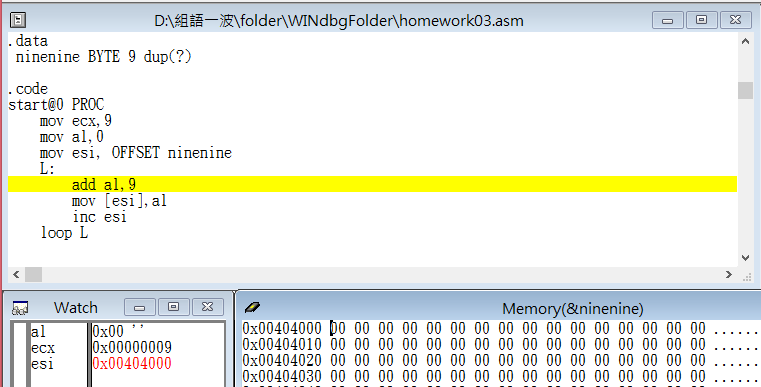 D:\組語一波\folder\WINdbgFolder\homework03.asm
.data
ninenine BYTE 9 dup(?)
.code
start@0 PROC
mov ecx,9
mov al,0
mov esi, OFFSET ninenine
L:
add al,9
mov [esi],al
inc esi
loop L
Watch
al 0x00 ''
ecx 0x00000009
esi 0x00404000
Memory(&ninenine)
0x00404000 00 00 00 00 00 00 00 00 00 00 00 00 00 00 00 00 ......
0x00404010 00 00 00 00 00 00 00 00 00 00 00 00 00 00 00 00 ......
0x00404020 00 00 00 00 00 00 00 00 00 00 00 00 00 00 00 00 ......
0x00404030 00 00 00 00 00 00 00 00 00 00 00 00 00 00 00 00 ......